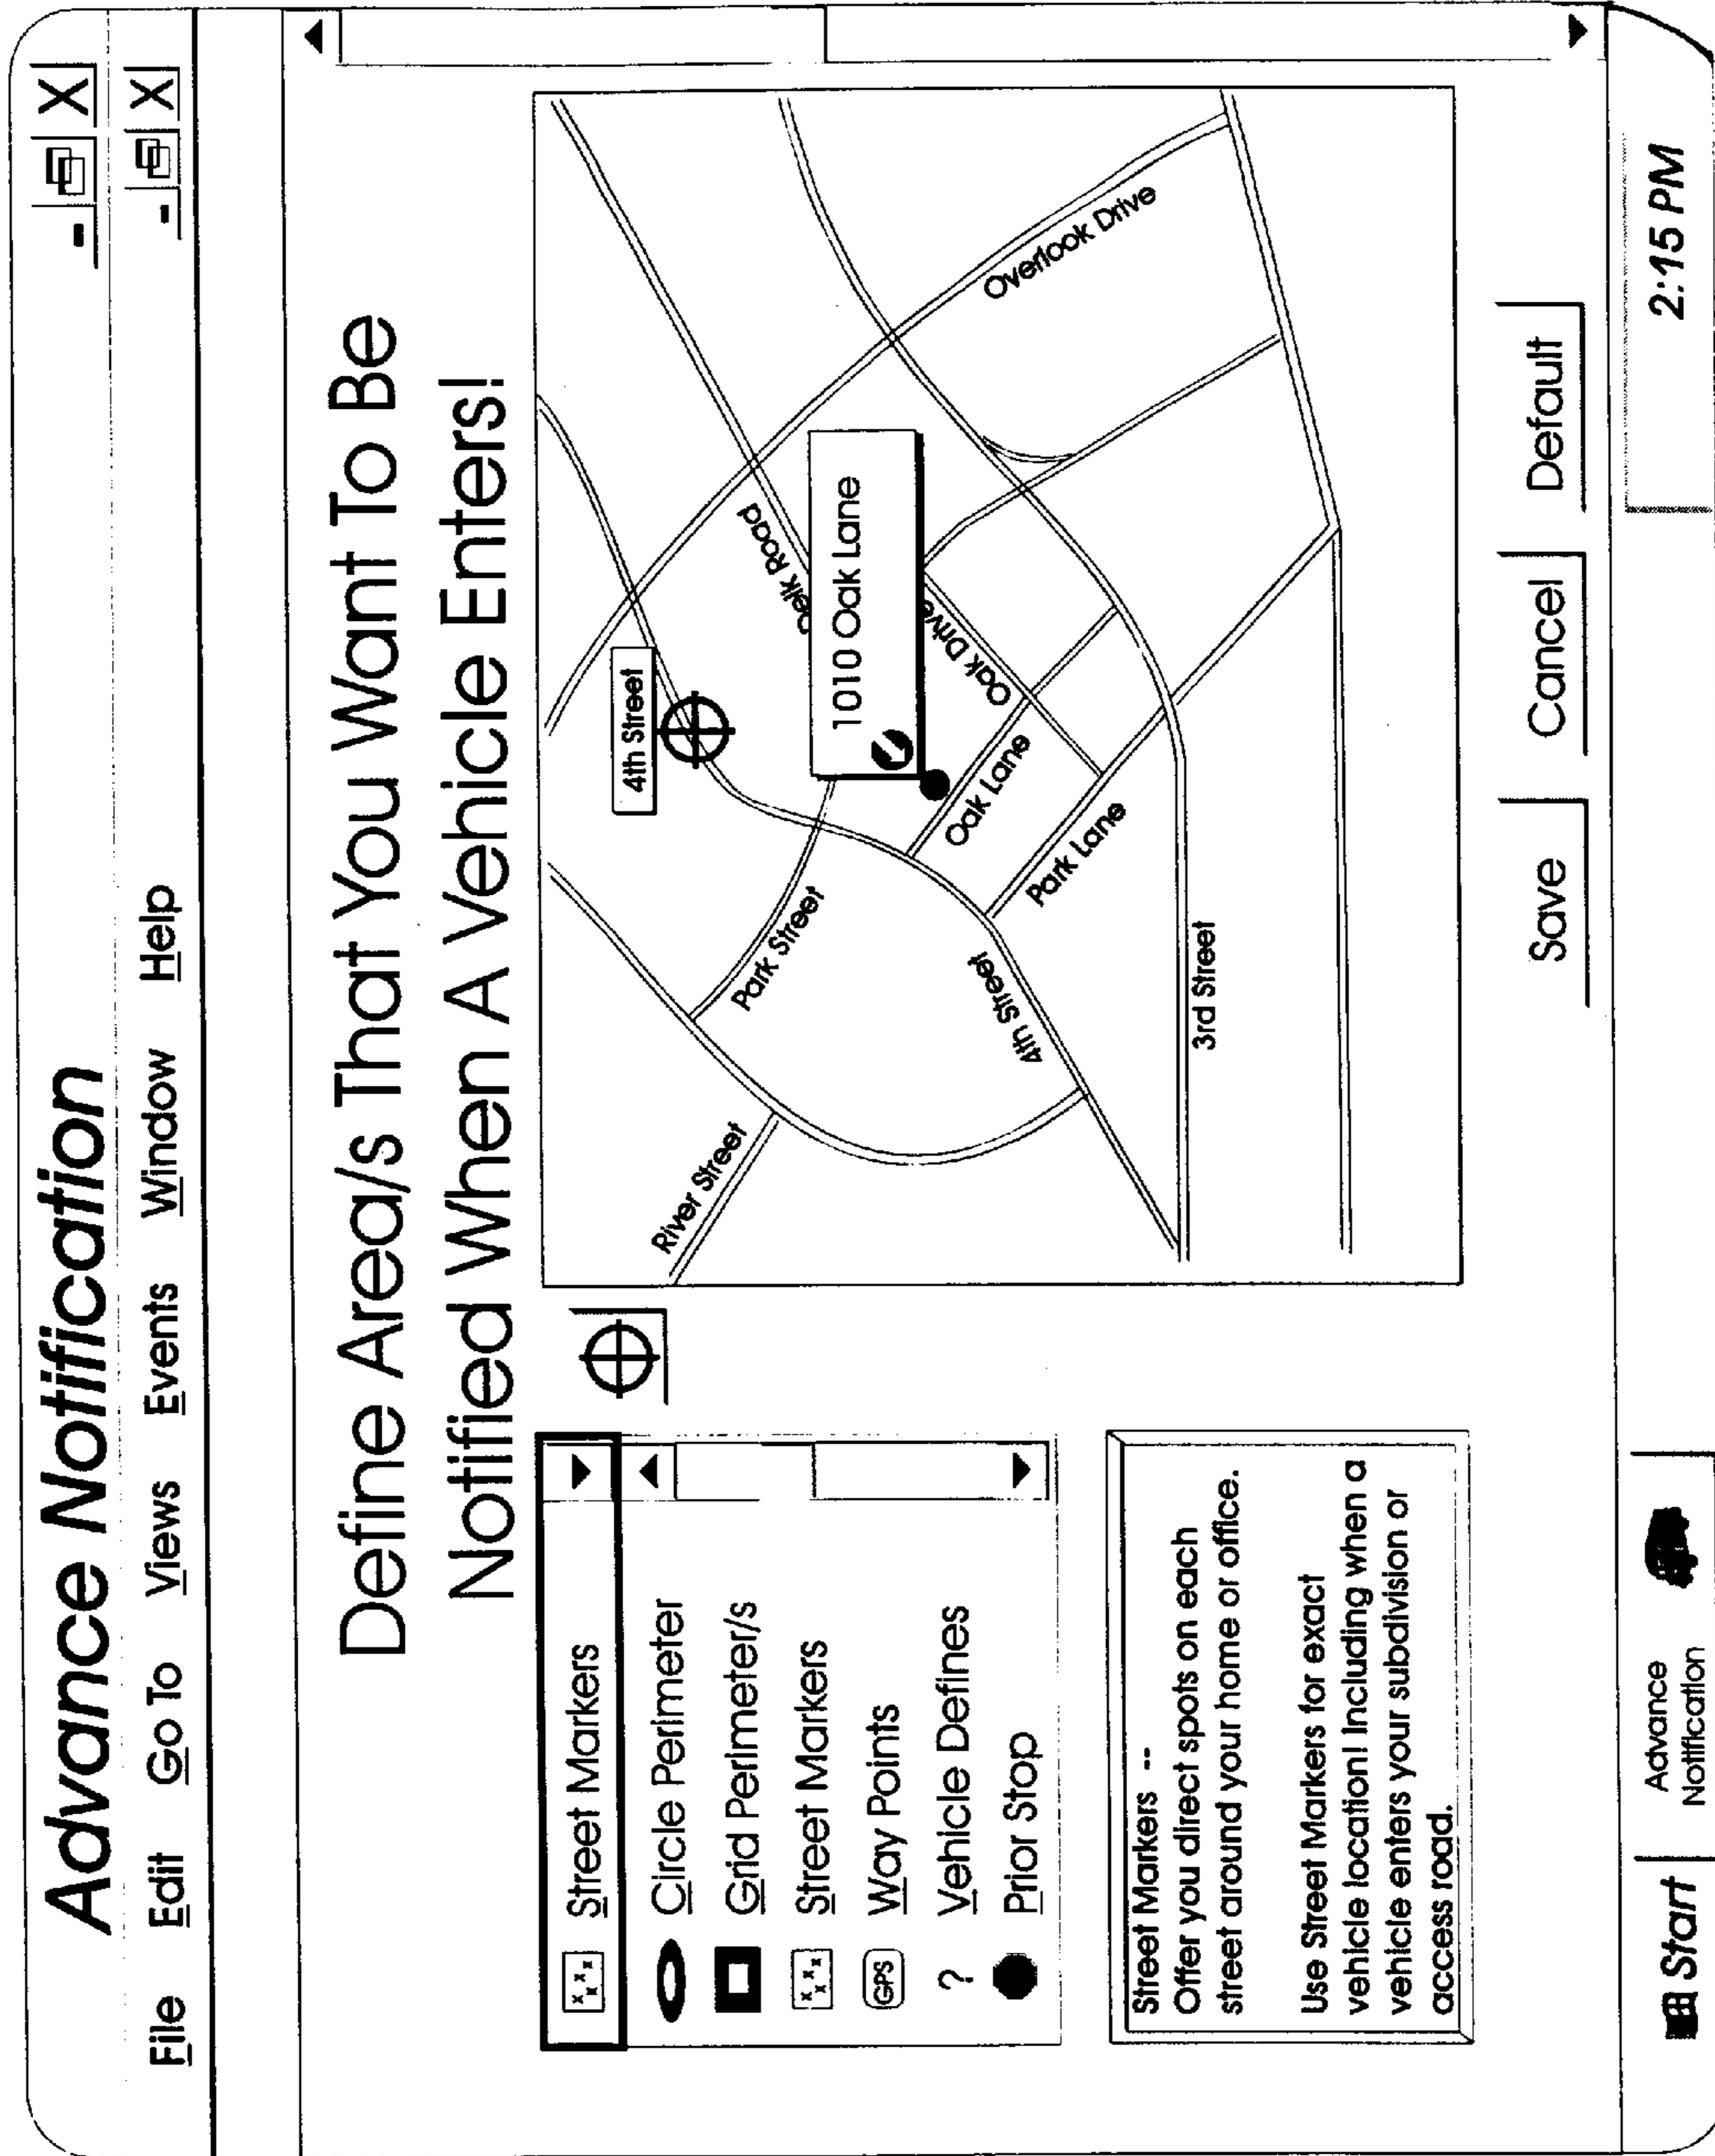 Advance Notification
X
X
File Edit Go To Views Events Window Help
Define Area/s That You Want To Be
Notified When A Vehicle Enters!
Street Markers
Circle Perimeter
Grid Perimeter/s
Street Markers
GPS Way Points
? Vehicle Defines
Prior Stop
Street Markers --
Offer you direct spots on each
street around your home or office.
Use Street Markers for exact
vehicle location! Including when a
vehicle enters your subdivision or
access road.
4th Street
River Street
Park Street
Road
1010 Oak Lane
Oak Drive
Oak Lane
Park Lane
4th Street
3rd Street
Overlook Drive
Save Cancel Default
Start
Advance
Notification
2:15 PM